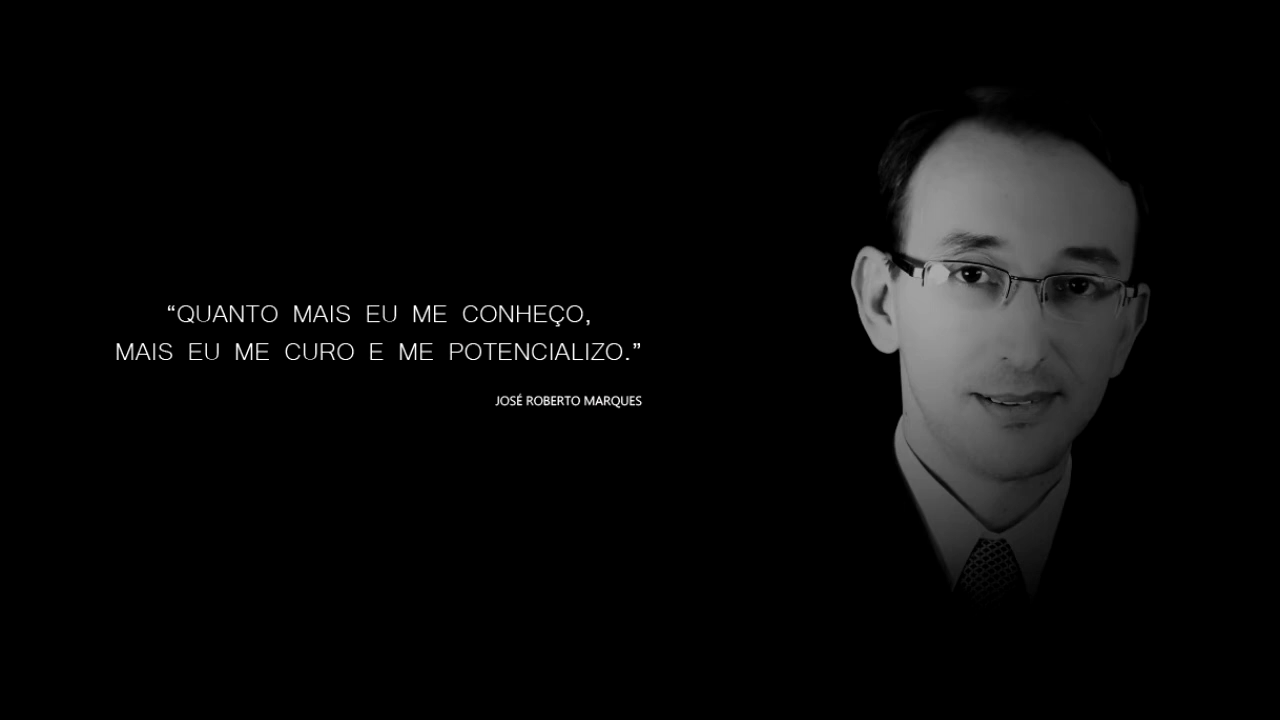 “QUANTO MAIS EU ME CONHEÇO,
MAIS EU ME CURO E ME POTENCIALIZO.”
JOSÉ ROBERTO MARQUES